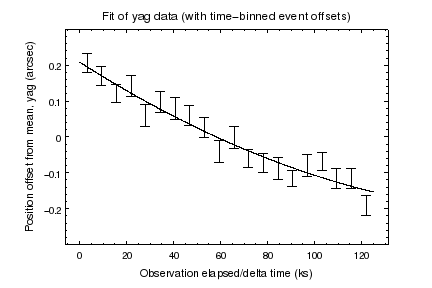 Fit of yag data (with time-binned event offsets)
Position offset from mean, yag (arcsec)
0.2
0.1
0
-0.1
-0.2
0 20 40 60 80 100 120
Observation elapsed/delta time (ks)